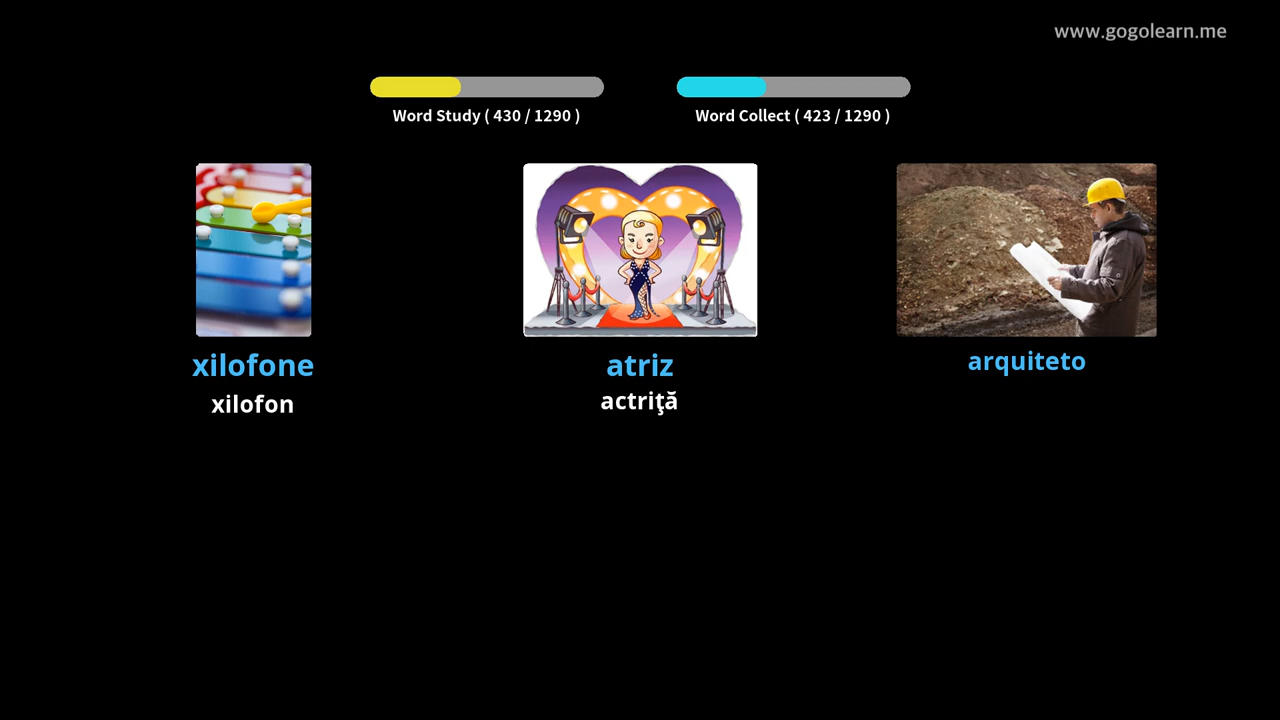 www.gogolearn.me
Word Study ( 430 / 1290 )
Word Collect ( 423 / 1290 )
xilofone
xilofon
atriz
actriţă
arquiteto